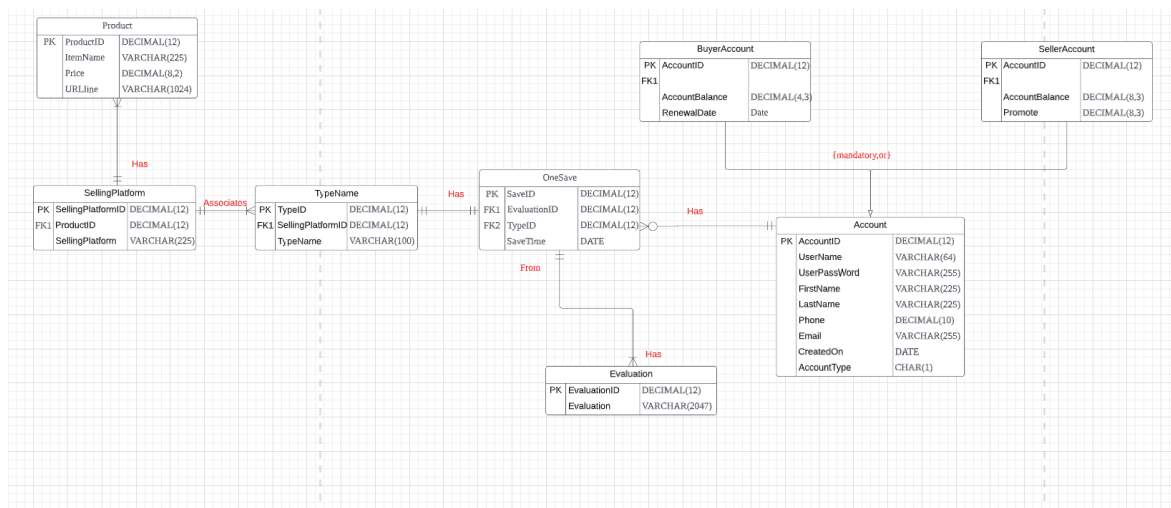 Product
PK ProductID DECIMAL(12)
ItemName VARCHAR(225)
Price DECIMAL(8,2)
URLline VARCHAR(1024)
Has
SellingPlatform
PK SellingPlatformID DECIMAL(12)
FK1 ProductID DECIMAL(12)
SellingPlatform VARCHAR(225)
Associates
TypeName
PK TypeID DECIMAL(12)
FK1 SellingPlatformID DECIMAL(12)
TypeName VARCHAR(100)
Has
OneSave
PK SaveID DECIMAL(12)
FK1 EvaluationID DECIMAL(12)
FK2 TypeID DECIMAL(12)
SaveTime DATE
From
Has
Evaluation
PK EvaluationID DECIMAL(12)
Evaluation VARCHAR(2047)
Has
BuyerAccount
PK AccountID DECIMAL(12)
FK1
AccountBalance DECIMAL(4,3)
RenewalDate Date
SellerAccount
PK AccountID DECIMAL(12)
FK1
AccountBalance DECIMAL(8,3)
Promote DECIMAL(8,3)
{mandatory,or}
Account
PK AccountID DECIMAL(12)
UserName VARCHAR(64)
UserPassWord VARCHAR(255)
FirstName VARCHAR(225)
LastName VARCHAR(225)
Phone DECIMAL(10)
Email VARCHAR(255)
CreatedOn DATE
AccountType CHAR(1)